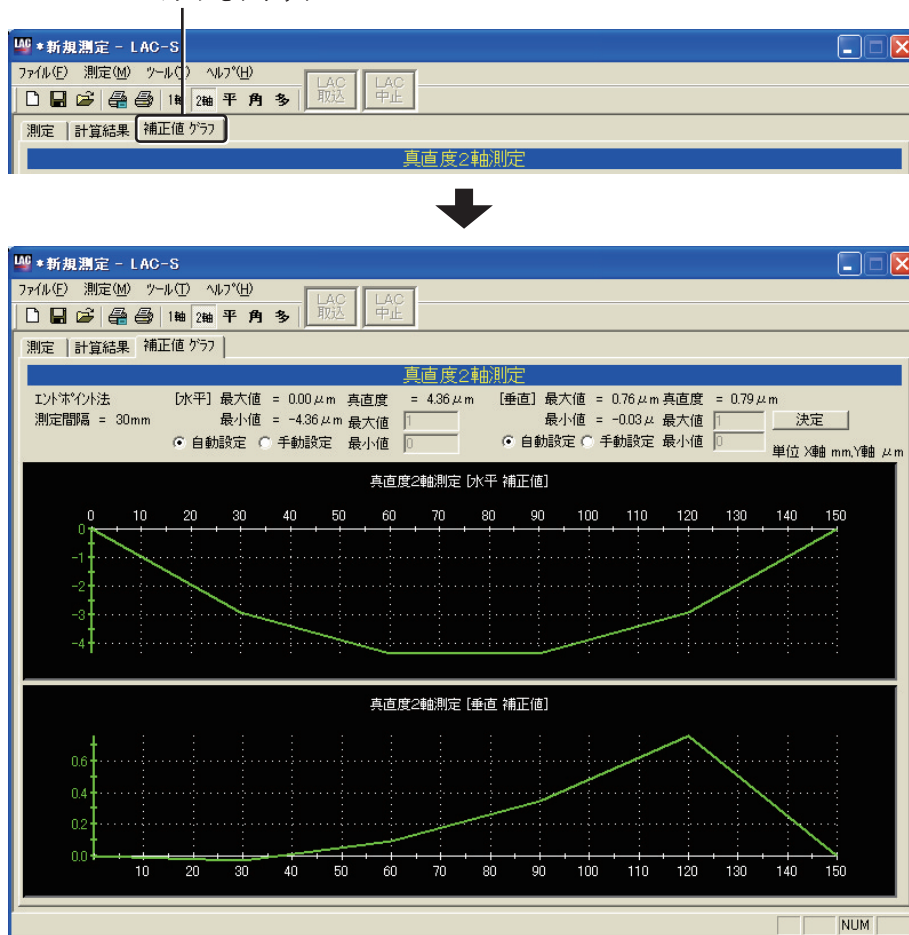 *新規測定 - LAC-S
ファイル(F) 測定(M) ツール(T) ヘルプ(H)
1軸 2軸 平 角 多 LAC取込 LAC中止
測定 計算結果 補正値 グラフ
真直度2軸測定
*新規測定 - LAC-S
ファイル(F) 測定(M) ツール(T) ヘルプ(H)
1軸 2軸 平 角 多 LAC取込 LAC中止
測定 計算結果 補正値 グラフ
真直度2軸測定
エンドポイント法 [水平] 最大値 = 0.00μm 真直度 = 4.36μm [垂直] 最大値 = 0.76μm 真直度 = 0.79μm
測定間隔 = 30mm 最小値 = -4.36μm 最大値 1 最小値 = -0.03μ 最大値 1 決定
自動設定 手動設定 最小値 0 自動設定 手動設定 最小値 0 単位 X軸 mm,Y軸 μm
真直度2軸測定 [水平 補正値]
0 10 20 30 40 50 60 70 80 90 100 110 120 130 140 150
0
-1
-2
-3
-4
真直度2軸測定 [垂直 補正値]
0.6
0.4
0.2
0.0
10 20 30 40 50 60 70 80 90 100 110 120 130 140 150
NUM